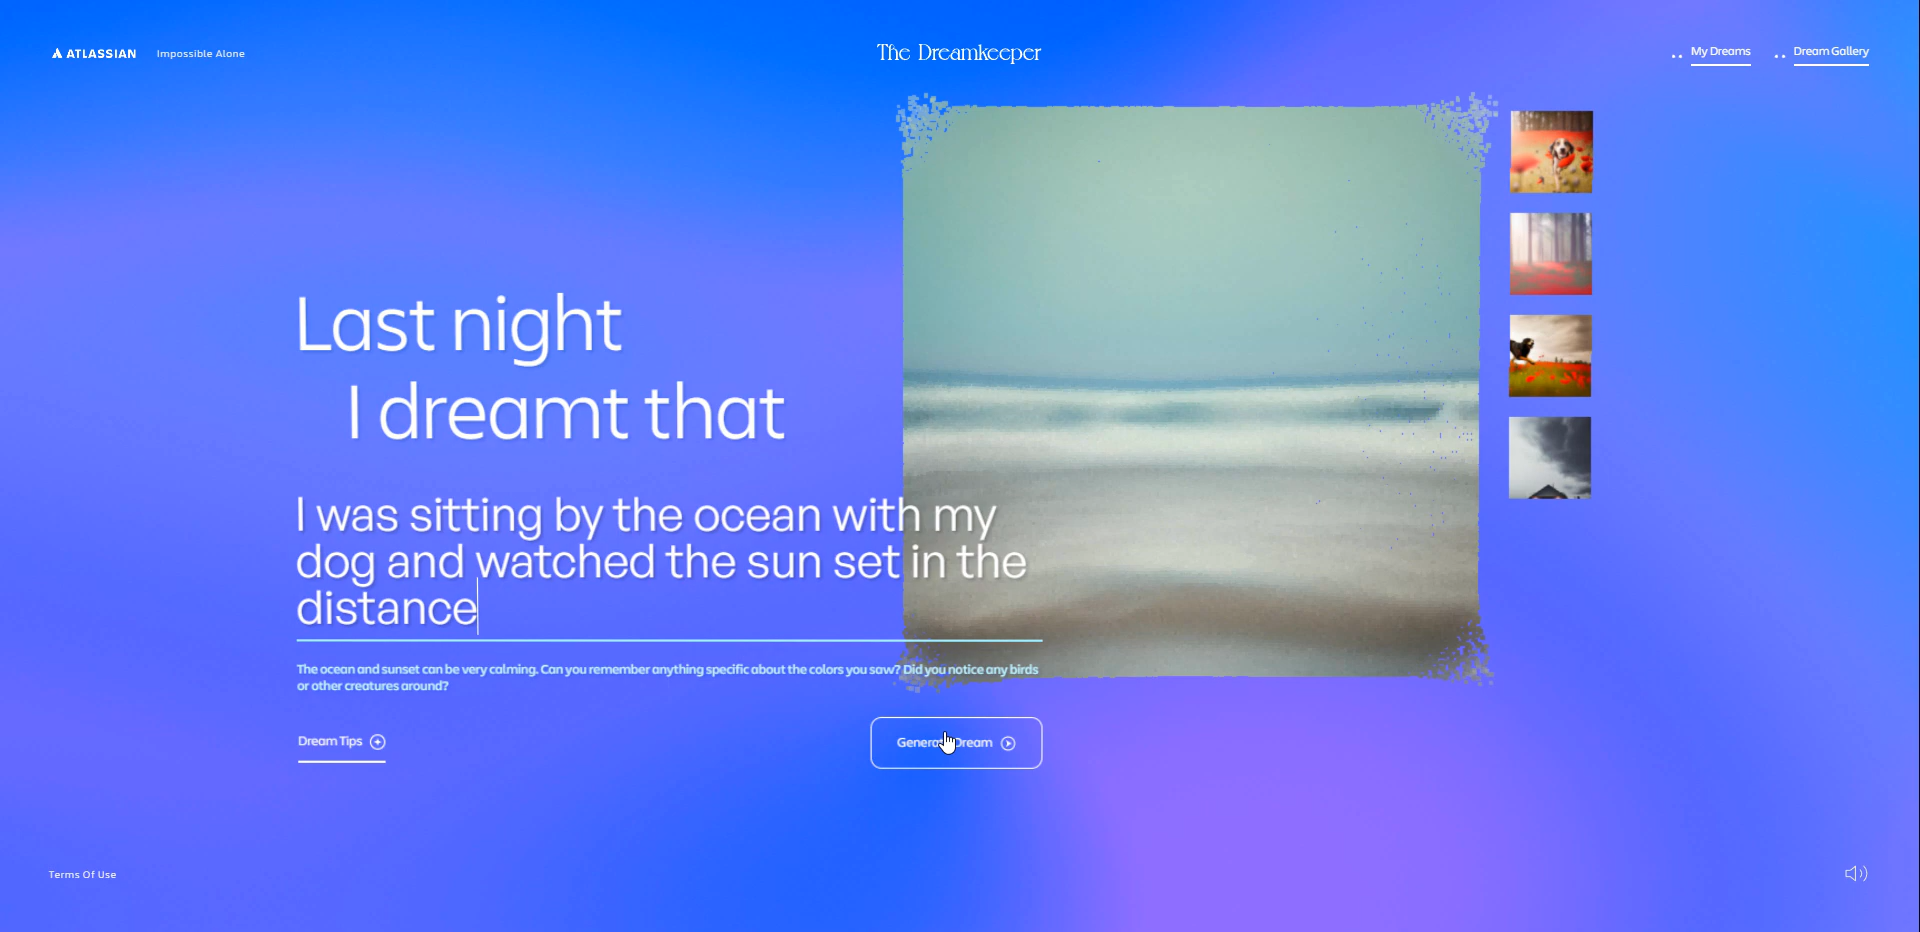 ATLASSIAN
Impossible Alone
The Dreamkeeper
My Dreams
Dream Gallery
Last night
I dreamt that
I was sitting by the ocean with my
dog and watched the sun set in the
distance
The ocean and sunset can be very calming. Can you remember anything specific about the colors you saw? Did you notice any birds
or other creatures around?
Dream Tips
Generate Dream
Terms Of Use